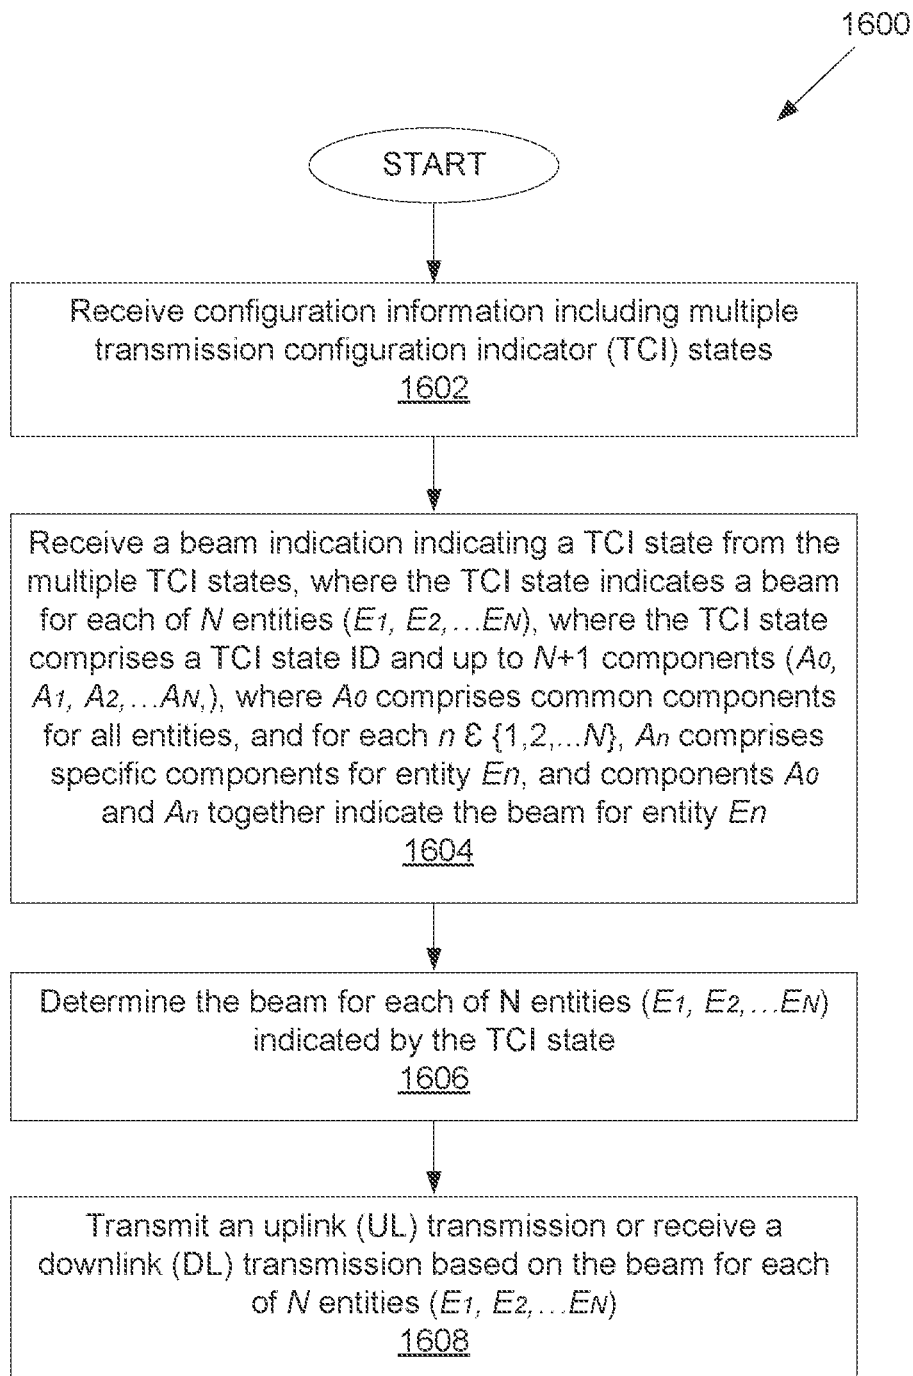 1600
START
Receive configuration information including multiple
transmission configuration indicator (TCI) states
1602
Receive a beam indication indicating a TCI state from the
multiple TCI states, where the TCI state indicates a beam
for each of N entities (E1, E2,...EN), where the TCI state
comprises a TCI state ID and up to N+1 components (A0,
A1, A2,...AN,), where A0 comprises common components
for all entities, and for each n Ɛ {1,2,...N}, An comprises
specific components for entity En, and components A0
and An together indicate the beam for entity En
1604
Determine the beam for each of N entities (E1, E2,...EN)
indicated by the TCI state
1606
Transmit an uplink (UL) transmission or receive a
downlink (DL) transmission based on the beam for each
of N entities (E1, E2,...EN)
1608